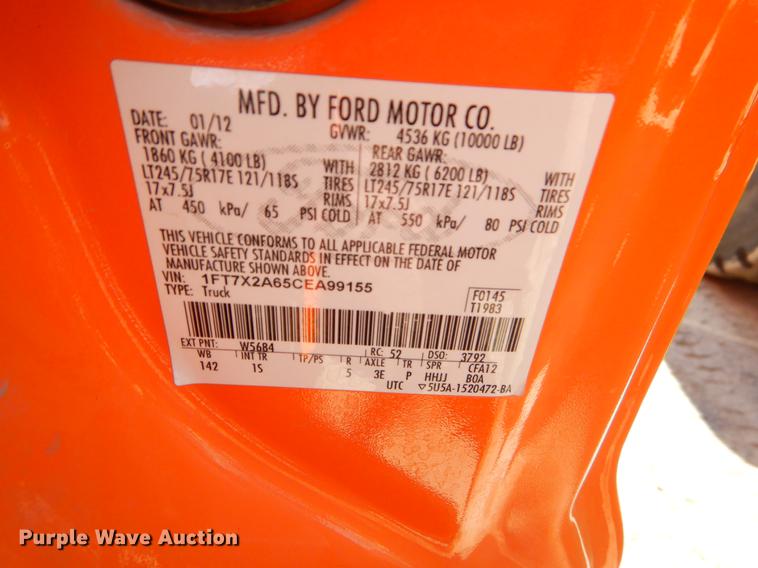 MFD. BY FORD MOTOR CO.
DATE: 01/12 GVWR: 4536 KG (10000 LB)
FRONT GAWR: REAR GAWR:
1860 KG ( 4100 LB) WITH 2812 KG ( 6200 LB) WITH
LT245/75R17E 121/118S TIRES LT245/75R17E 121/118S TIRES
17x7.5J RIMS 17x7.5J RIMS
AT 450 kPa/ 65 PSI COLD AT 550 kPa/ 80 PSI COLD
THIS VEHICLE CONFORMS TO ALL APPLICABLE FEDERAL MOTOR
VEHICLE SAFETY STANDARDS IN EFFECT ON THE DATE OF
MANUFACTURE SHOWN ABOVE.
VIN: 1FT7X2A65CEA99155
TYPE: Truck
F0145
T1983
EXT PNT: W5684 RC: 52 DSO: 3792
WB INT TR TP/PS R AXLE TR SPR CFA12
142 1S 5 3E P HHJJ BOA
UTC ▽5U5A-1520472-BA
Ford
Purple Wave Auction